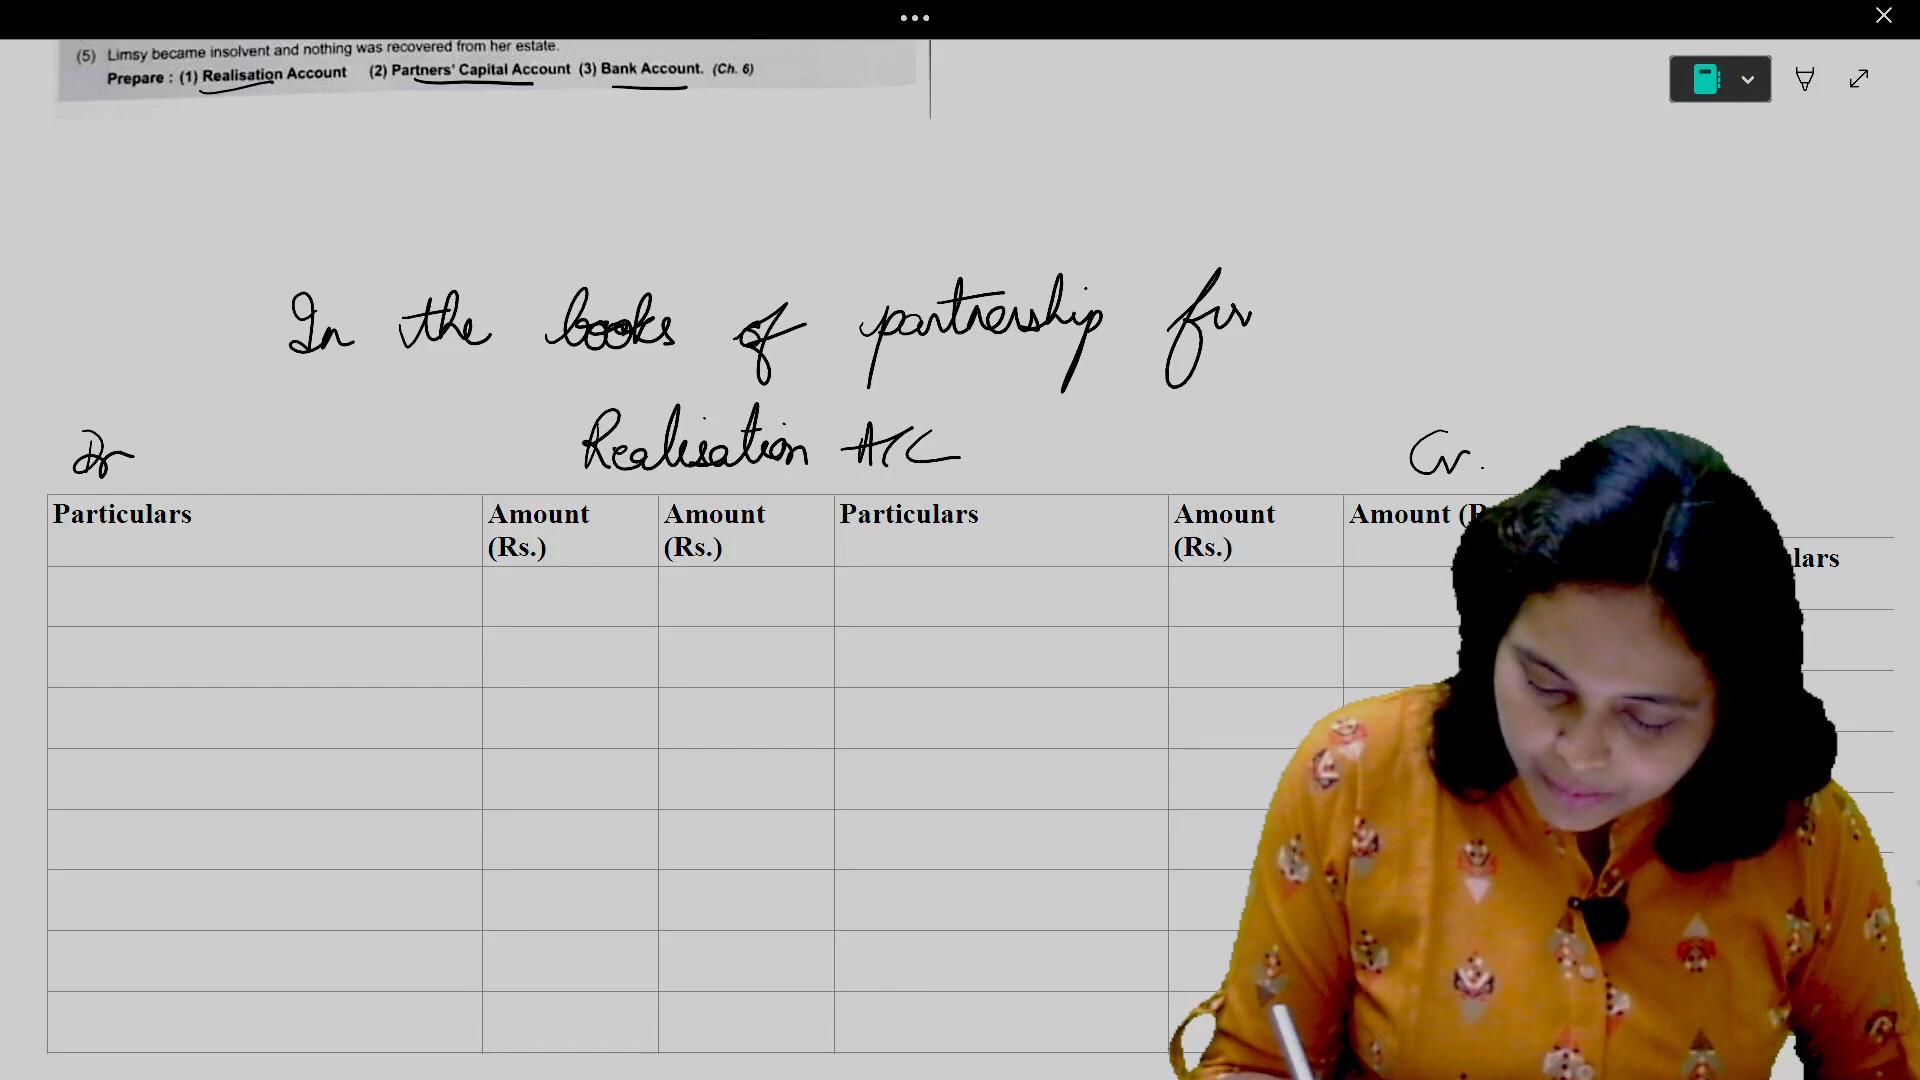 (5) Limsy became insolvent and nothing was recovered from her estate.
Prepare : (1) Realisation Account (2) Partners' Capital Account (3) Bank Account. (Ch. 6)
In the books of partnership fir
Dr Realisation A/C Cr.
Particulars Amount (Rs.) Amount (Rs.) Particulars Amount (Rs.) Amount (R
lars